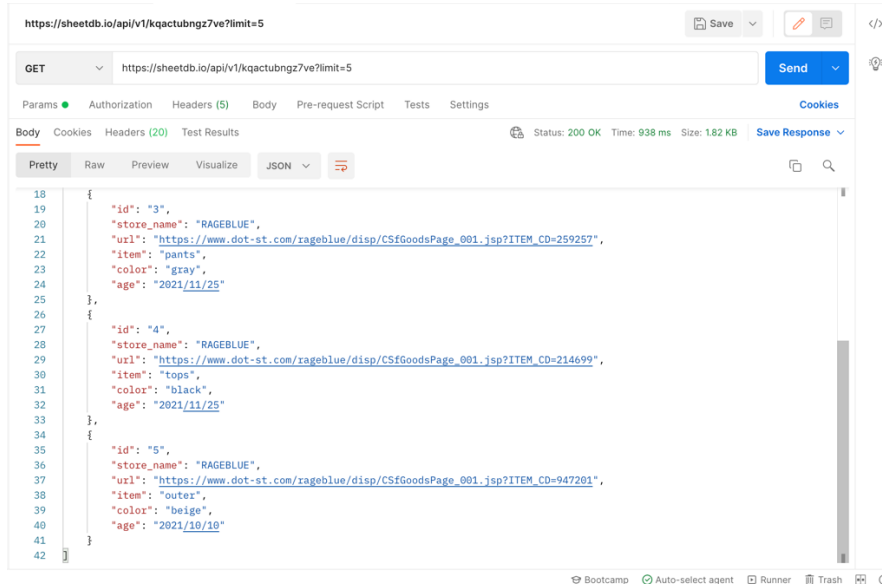 https://sheetdb.io/api/v1/kqactubngz7ve?limit=5
Save
GET
https://sheetdb.io/api/v1/kqactubngz7ve?limit=5
Send
Params
Authorization
Headers (5)
Body
Pre-request Script
Tests
Settings
Cookies
Body
Cookies
Headers (20)
Test Results
Status: 200 OK
Time: 938 ms
Size: 1.82 KB
Save Response
Pretty
Raw
Preview
Visualize
JSON
18 {
19 "id": "3",
20 "store_name": "RAGEBLUE",
21 "url": "https://www.dot-st.com/rageblue/disp/CSfGoodsPage_001.jsp?ITEM_CD=259257",
22 "item": "pants",
23 "color": "gray",
24 "age": "2021/11/25"
25 },
26 {
27 "id": "4",
28 "store_name": "RAGEBLUE",
29 "url": "https://www.dot-st.com/rageblue/disp/CSfGoodsPage_001.jsp?ITEM_CD=214699",
30 "item": "tops",
31 "color": "black",
32 "age": "2021/11/25"
33 },
34 {
35 "id": "5",
36 "store_name": "RAGEBLUE",
37 "url": "https://www.dot-st.com/rageblue/disp/CSfGoodsPage_001.jsp?ITEM_CD=947201",
38 "item": "outer",
39 "color": "beige",
40 "age": "2021/10/10"
41 }
42 ]
Bootcamp
Auto-select agent
Runner
Trash